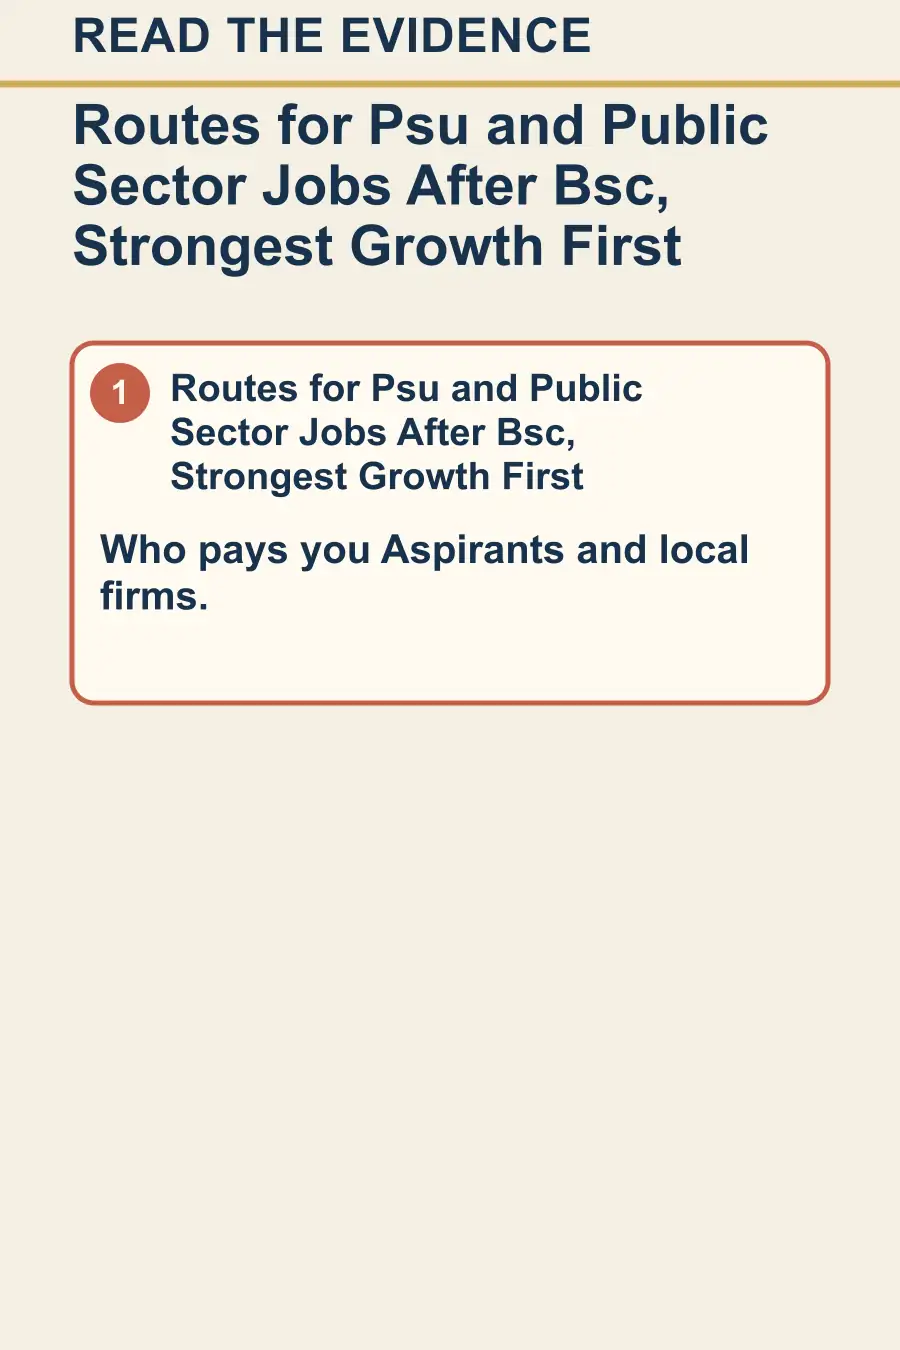 READ THE EVIDENCE
Routes for Psu and Public
Sector Jobs After Bsc,
Strongest Growth First
1
Routes for Psu and Public
Sector Jobs After Bsc,
Strongest Growth First
Who pays you Aspirants and local
firms.